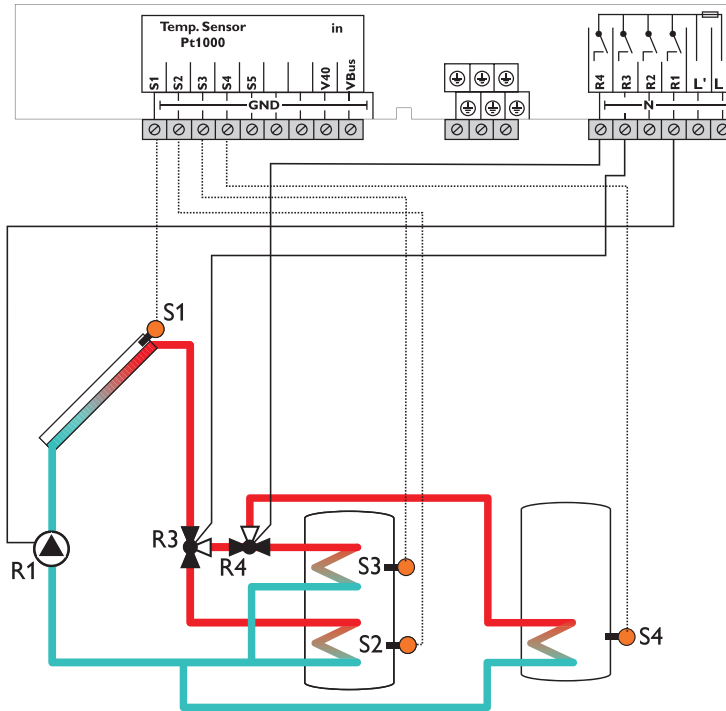 Temp. Sensor in
Pt1000
S1 S2 S3 S4 S5 V40 VBus
GND
R4 R3 R2 R1 L' L
N
S1
R3
R4
R1
S3
S2
S4